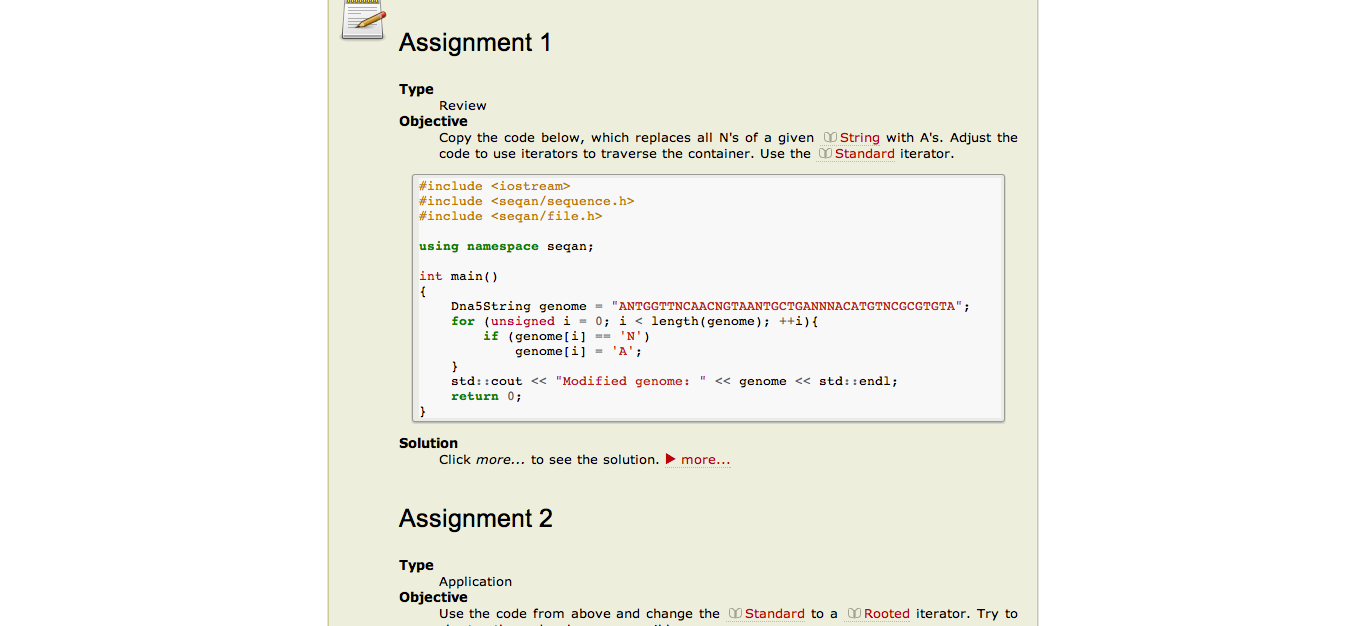 Assignment 1
Type
Review
Objective
Copy the code below, which replaces all N's of a given String with A's. Adjust the
code to use iterators to traverse the container. Use the Standard iterator.
#include <iostream>
#include <seqan/sequence.h>
#include <seqan/file.h>
using namespace seqan;
int main()
{
    Dna5String genome = "ANTGGTTNCAACNGTAANTGCTGANNNACATGTNCGCGTGTA";
    for (unsigned i = 0; i < length(genome); ++i){
        if (genome[i] == 'N')
            genome[i] = 'A';
    }
    std::cout << "Modified genome: " << genome << std::endl;
    return 0;
}
Solution
Click more... to see the solution. ▶ more...
Assignment 2
Type
Application
Objective
Use the code from above and change the Standard to a Rooted iterator. Try to